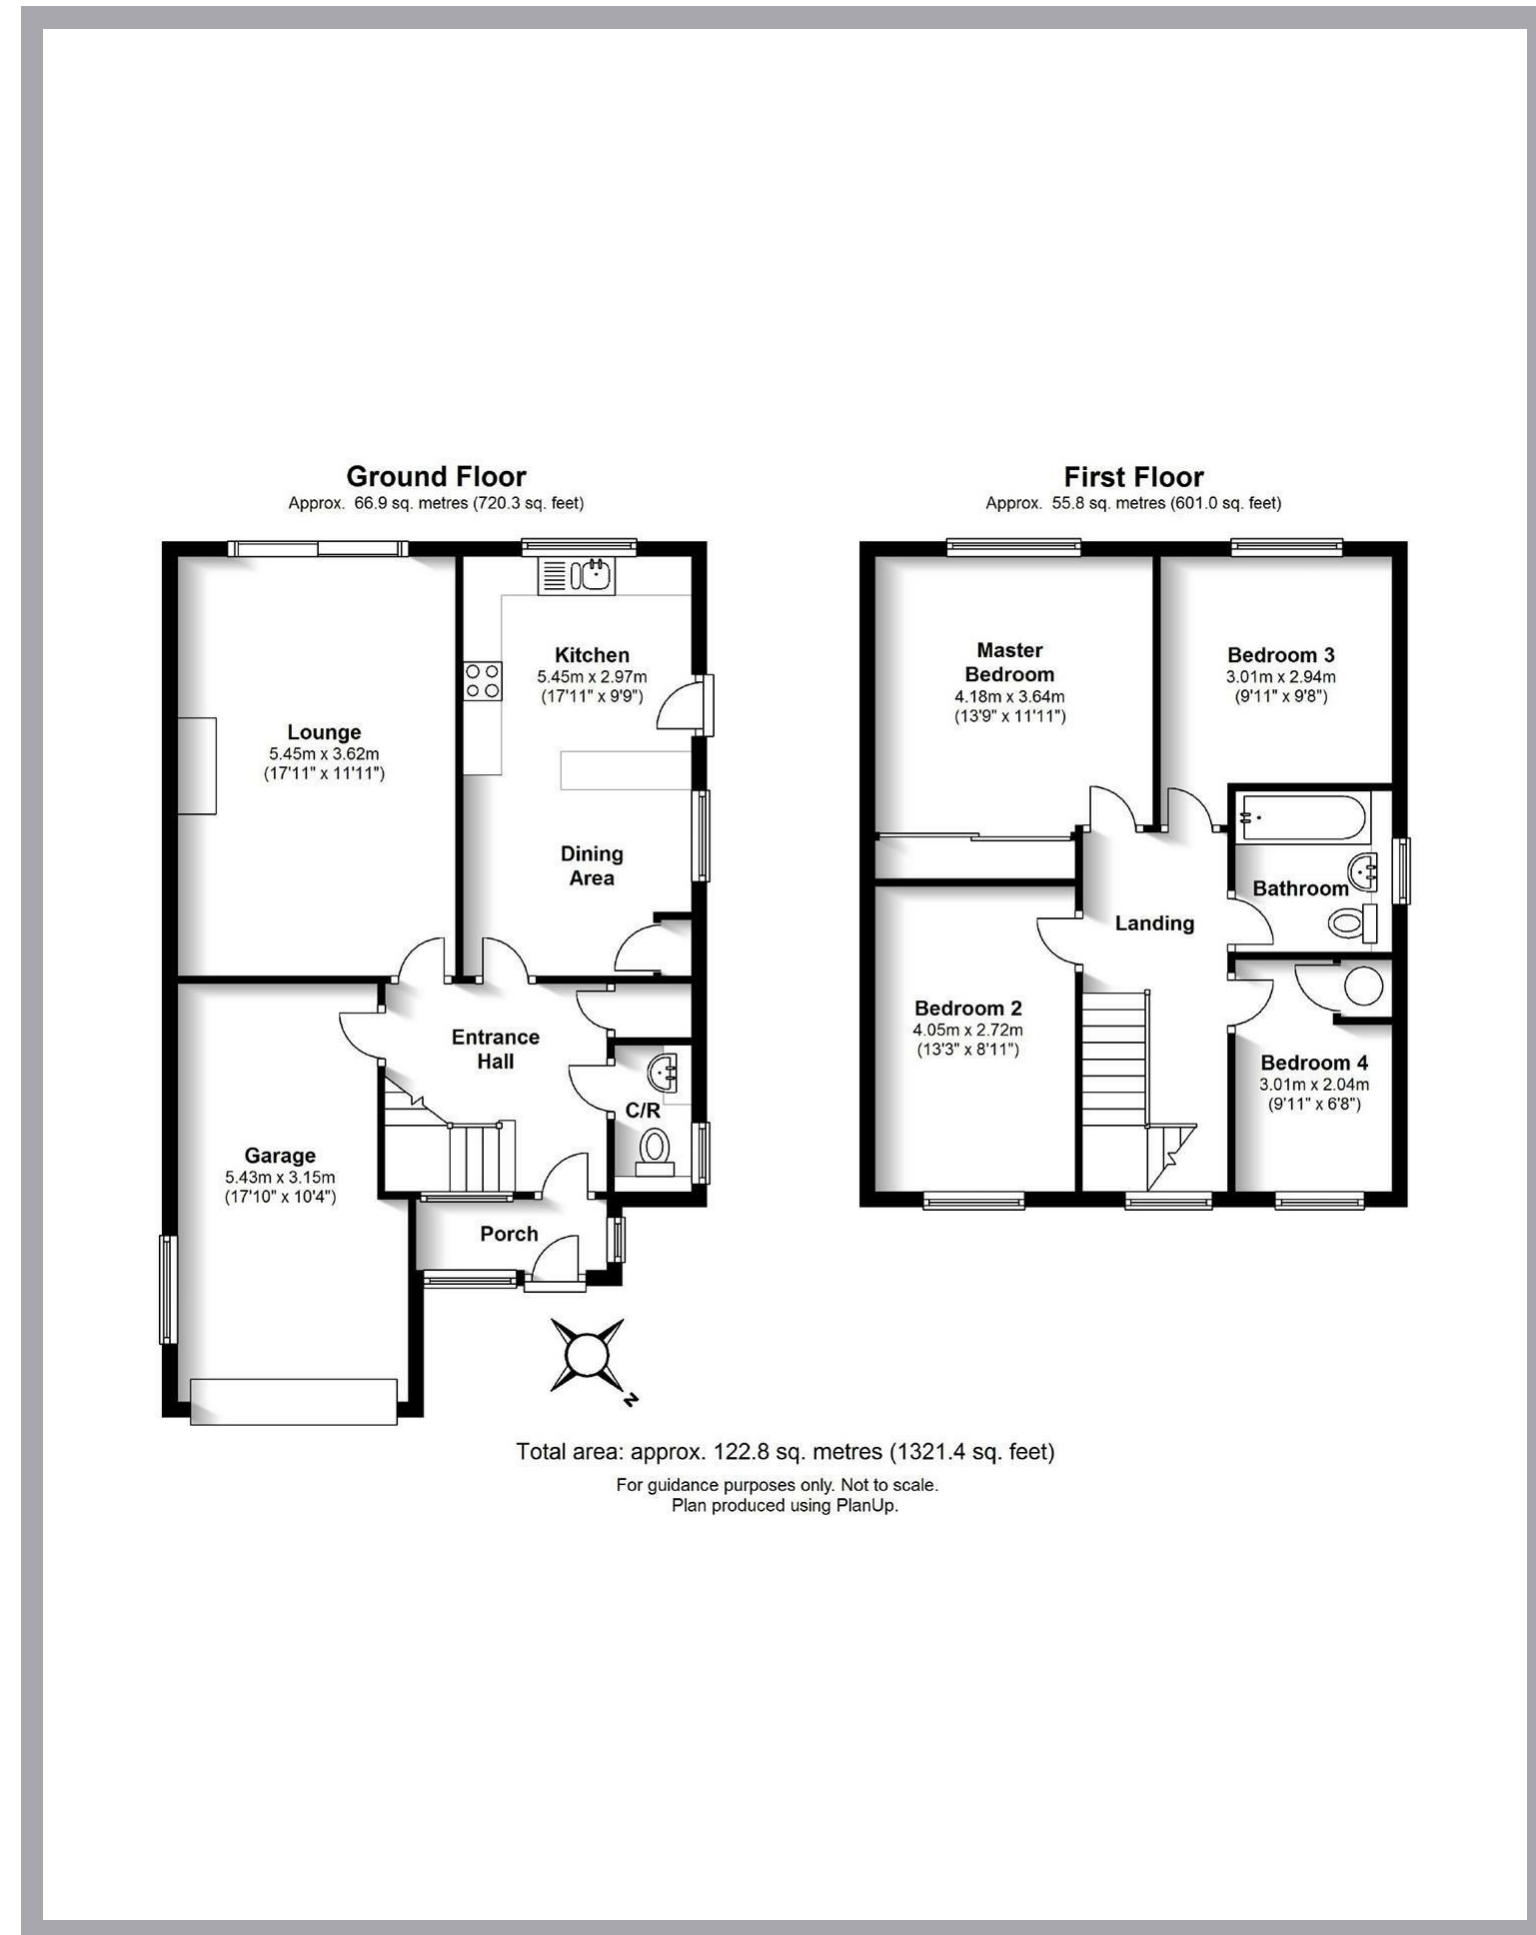 Ground Floor
Approx. 66.9 sq. metres (720.3 sq. feet)
Lounge
5.45m x 3.62m
(17'11" x 11'11")
Kitchen
5.45m x 2.97m
(17'11" x 9'9")
Dining
Area
Entrance
Hall
C/R
Garage
5.43m x 3.15m
(17'10" x 10'4")
Porch
N
First Floor
Approx. 55.8 sq. metres (601.0 sq. feet)
Master
Bedroom
4.18m x 3.64m
(13'9" x 11'11")
Bedroom 3
3.01m x 2.94m
(9'11" x 9'8")
Bathroom
Landing
Bedroom 2
4.05m x 2.72m
(13'3" x 8'11")
Bedroom 4
3.01m x 2.04m
(9'11" x 6'8")
Total area: approx. 122.8 sq. metres (1321.4 sq. feet)
For guidance purposes only. Not to scale.
Plan produced using PlanUp.